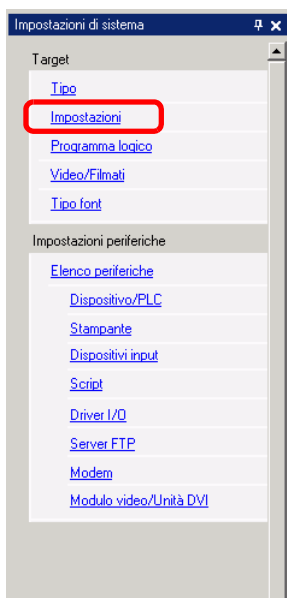 Impostazioni di sistema
Target
Tipo
Impostazioni
Programma logico
Video/Filmati
Tipo font
Impostazioni periferiche
Elenco periferiche
Dispositivo/PLC
Stampante
Dispositivi input
Script
Driver I/O
Server FTP
Modem
Modulo video/Unità DVI